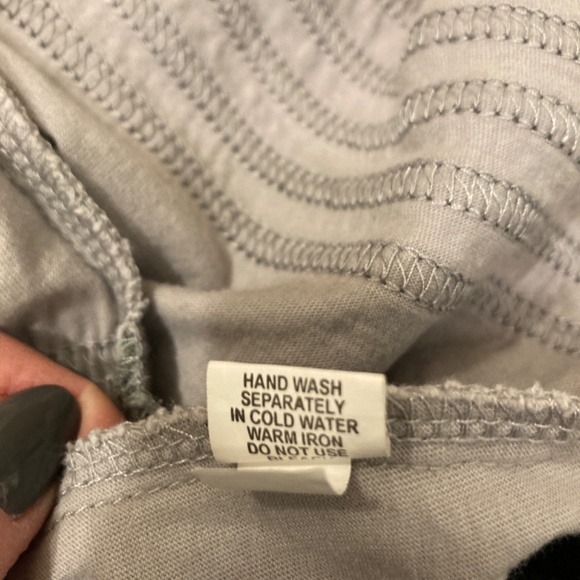 HAND WASH
SEPARATELY
IN COLD WATER
WARM IRON
DO NOT USE